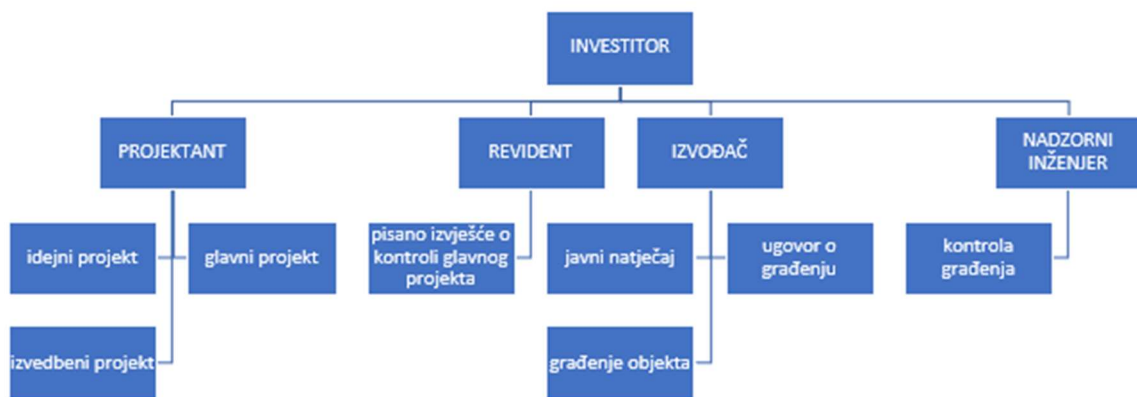 INVESTITOR
PROJEKTANT
REVIDENT
IZVOĐAČ
NADZORNI
INŽENJER
idejni projekt
glavni projekt
pisano izvješće o
kontroli glavnog
projekta
javni natječaj
ugovor o
građenju
kontrola
građenja
izvedbeni projekt
građenje objekta